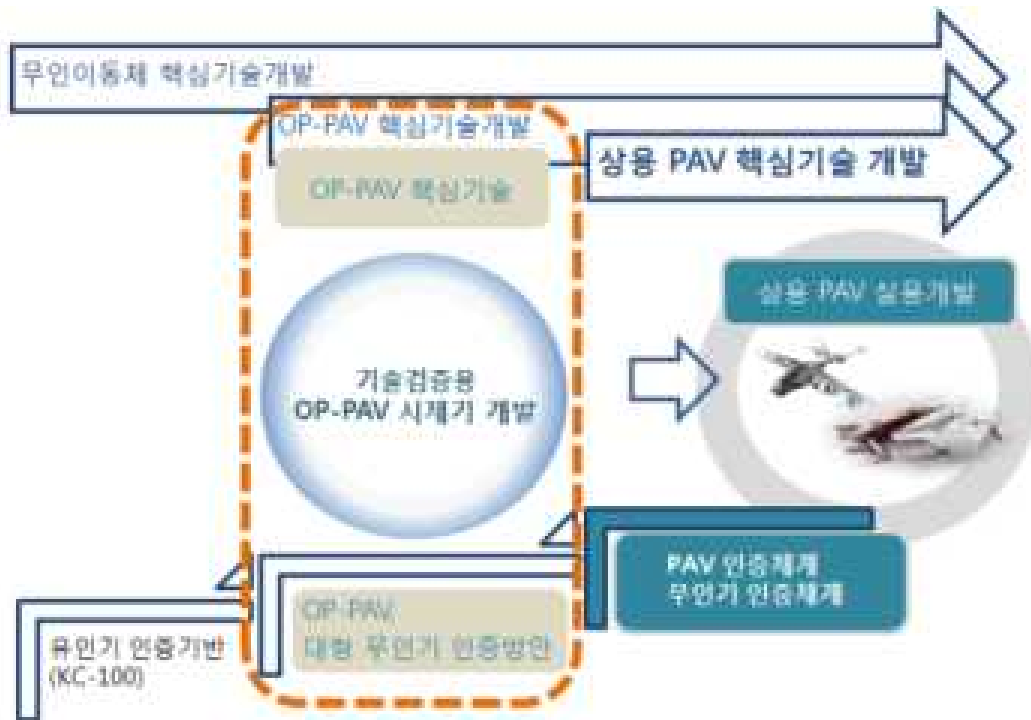 무인이동체 핵심기술개발
OP-PAV 핵심기술개발
OP-PAV 핵심기술
상용 PAV 핵심기술 개발
상용 PAV 실용개발
기술검증용
OP-PAV 시제기 개발
PAV 인증체계
무인기 인증체계
OP-PAV,
대형 무인기 인증방안
유인기 인증기반
(KC-100)